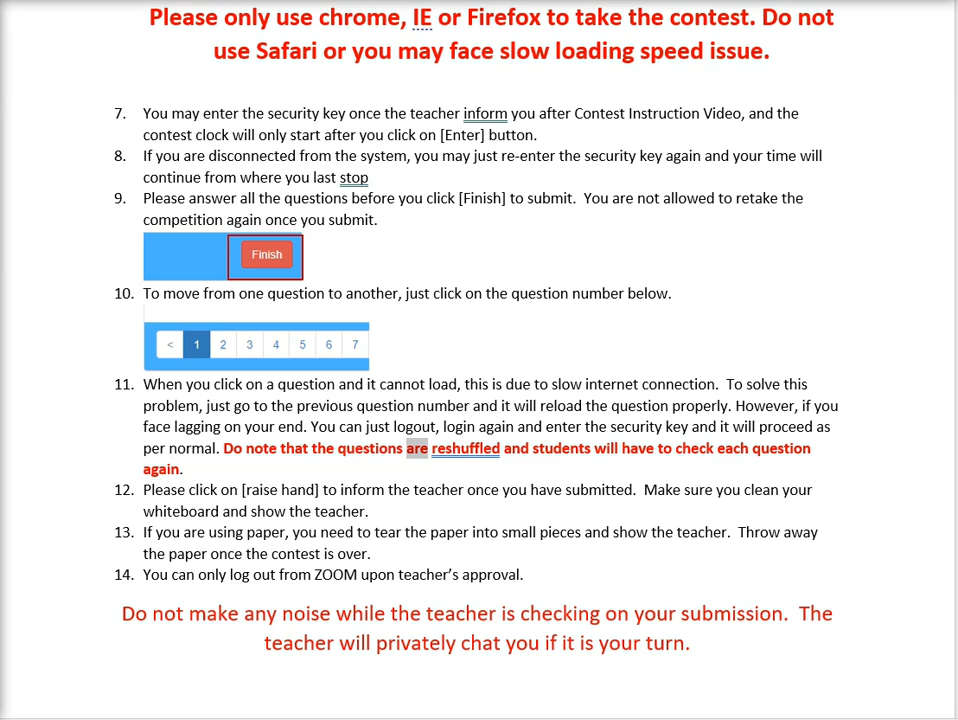 Please only use chrome, IE or Firefox to take the contest. Do not
use Safari or you may face slow loading speed issue.
7. You may enter the security key once the teacher inform you after Contest Instruction Video, and the
contest clock will only start after you click on [Enter] button.
8. If you are disconnected from the system, you may just re-enter the security key again and your time will
continue from where you last stop
9. Please answer all the questions before you click [Finish] to submit. You are not allowed to retake the
competition again once you submit.
Finish
10. To move from one question to another, just click on the question number below.
< 1 2 3 4 5 6 7
11. When you click on a question and it cannot load, this is due to slow internet connection. To solve this
problem, just go to the previous question number and it will reload the question properly. However, if you
face lagging on your end. You can just logout, login again and enter the security key and it will proceed as
per normal. Do note that the questions are reshuffled and students will have to check each question
again.
12. Please click on [raise hand] to inform the teacher once you have submitted. Make sure you clean your
whiteboard and show the teacher.
13. If you are using paper, you need to tear the paper into small pieces and show the teacher. Throw away
the paper once the contest is over.
14. You can only log out from ZOOM upon teacher's approval.
Do not make any noise while the teacher is checking on your submission. The
teacher will privately chat you if it is your turn.